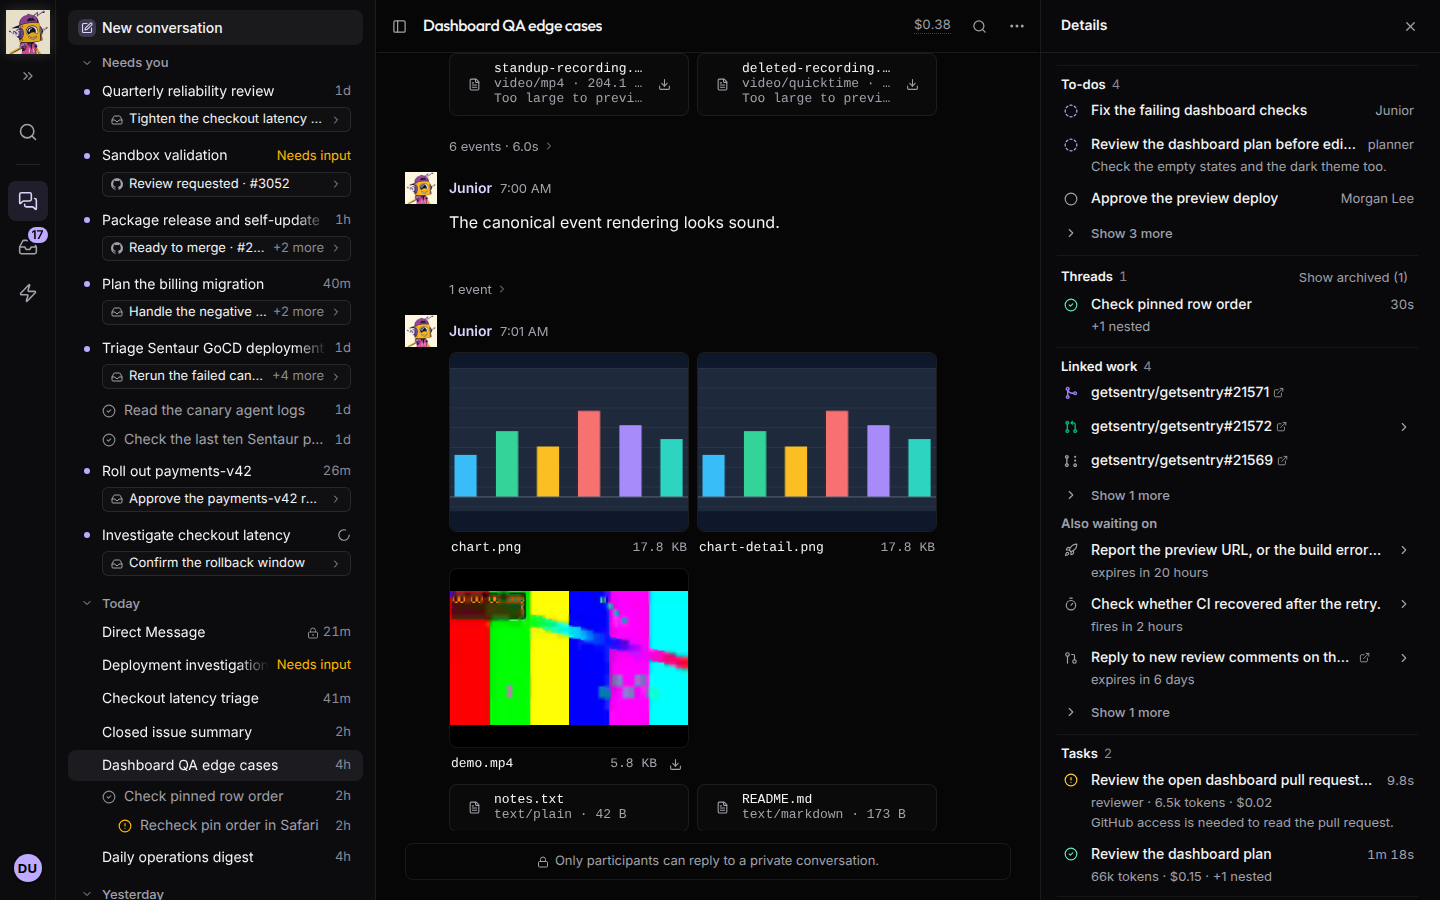 New conversation
Needs you
Quarterly reliability review 1d
Tighten the checkout latency ...
Sandbox validation Needs input
Review requested · #3052
Package release and self-update 1h
Ready to merge · #2... +2 more
Plan the billing migration 40m
Handle the negative ... +2 more
Triage Sentaur GoCD deployment 1d
Rerun the failed can... +4 more
Read the canary agent logs 1d
Check the last ten Sentaur p... 1d
Roll out payments-v42 26m
Approve the payments-v42 r...
Investigate checkout latency
Confirm the rollback window
Today
Direct Message 21m
Deployment investigation Needs input
Checkout latency triage 41m
Closed issue summary 2h
Dashboard QA edge cases 4h
Check pinned row order 2h
Recheck pin order in Safari 2h
Daily operations digest 4h
Yesterday
17
DU
Dashboard QA edge cases $0.38
standup-recording.…
video/mp4 · 204.1 …
Too large to previ…
deleted-recording.…
video/quicktime · …
Too large to previ…
6 events · 6.0s
Junior 7:00 AM
The canonical event rendering looks sound.
1 event
Junior 7:01 AM
chart.png 17.8 KB
chart-detail.png 17.8 KB
demo.mp4 5.8 KB
notes.txt
text/plain · 42 B
README.md
text/markdown · 173 B
Only participants can reply to a private conversation.
Details
To-dos 4
Fix the failing dashboard checks Junior
Review the dashboard plan before edi... planner
Check the empty states and the dark theme too.
Approve the preview deploy Morgan Lee
Show 3 more
Threads 1 Show archived (1)
Check pinned row order 30s
+1 nested
Linked work 4
getsentry/getsentry#21571
getsentry/getsentry#21572
getsentry/getsentry#21569
Show 1 more
Also waiting on
Report the preview URL, or the build error...
expires in 20 hours
Check whether CI recovered after the retry.
fires in 2 hours
Reply to new review comments on th...
expires in 6 days
Show 1 more
Tasks 2
Review the open dashboard pull request... 9.8s
reviewer · 6.5k tokens · $0.02
GitHub access is needed to read the pull request.
Review the dashboard plan 1m 18s
66k tokens · $0.15 · +1 nested